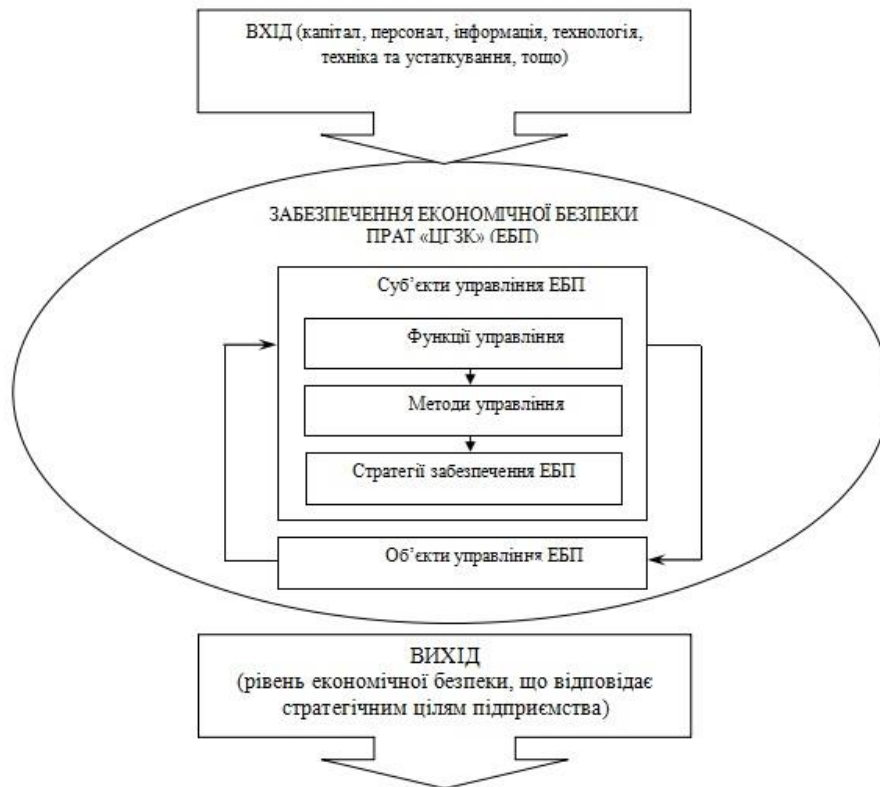 ВХІД (капітал, персонал, інформація, технологія,
техніка та устаткування, тощо)
ЗАБЕЗПЕЧЕННЯ ЕКОНОМІЧНОЇ БЕЗПЕКИ
ПРАТ «ЦГЗК» (ЕБП)
Суб’єкти управління ЕБП
Функції управління
Методи управління
Стратегії забезпечення ЕБП
Об’єкти управління ЕБП
ВИХІД
(рівень економічної безпеки, що відповідає
стратегічним цілям підприємства)